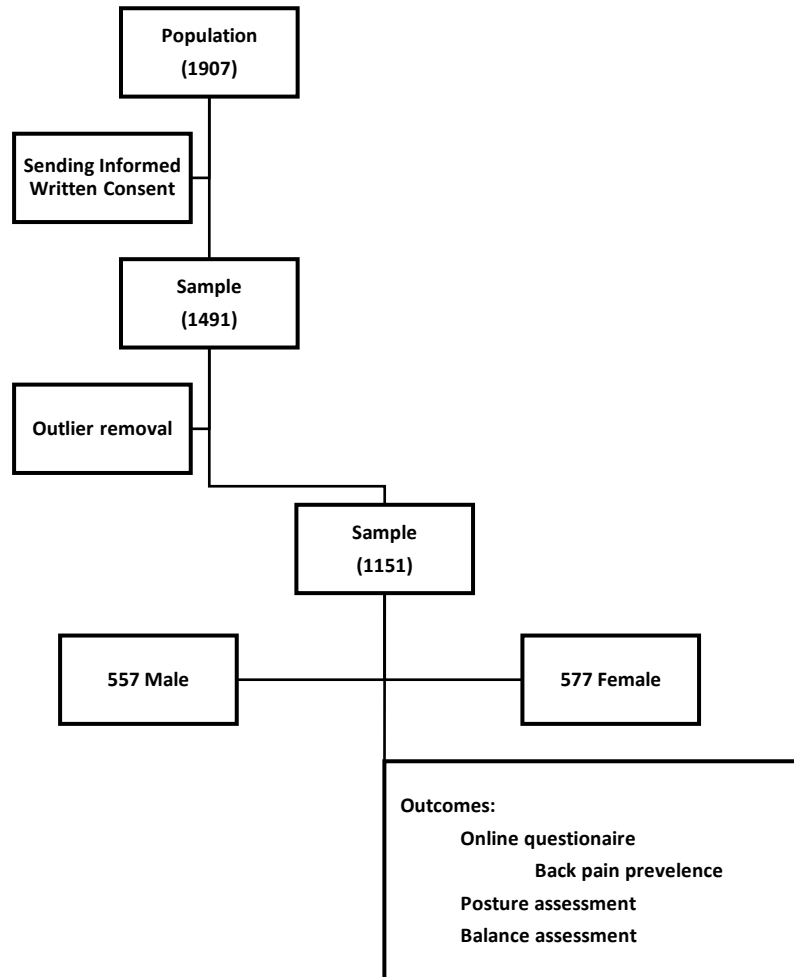 Population
(1907)
Sending Informed
Written Consent
Sample
(1491)
Outlier removal
Sample
(1151)
557 Male
577 Female
Outcomes:
Online questionaire
Back pain prevelence
Posture assessment
Balance assessment